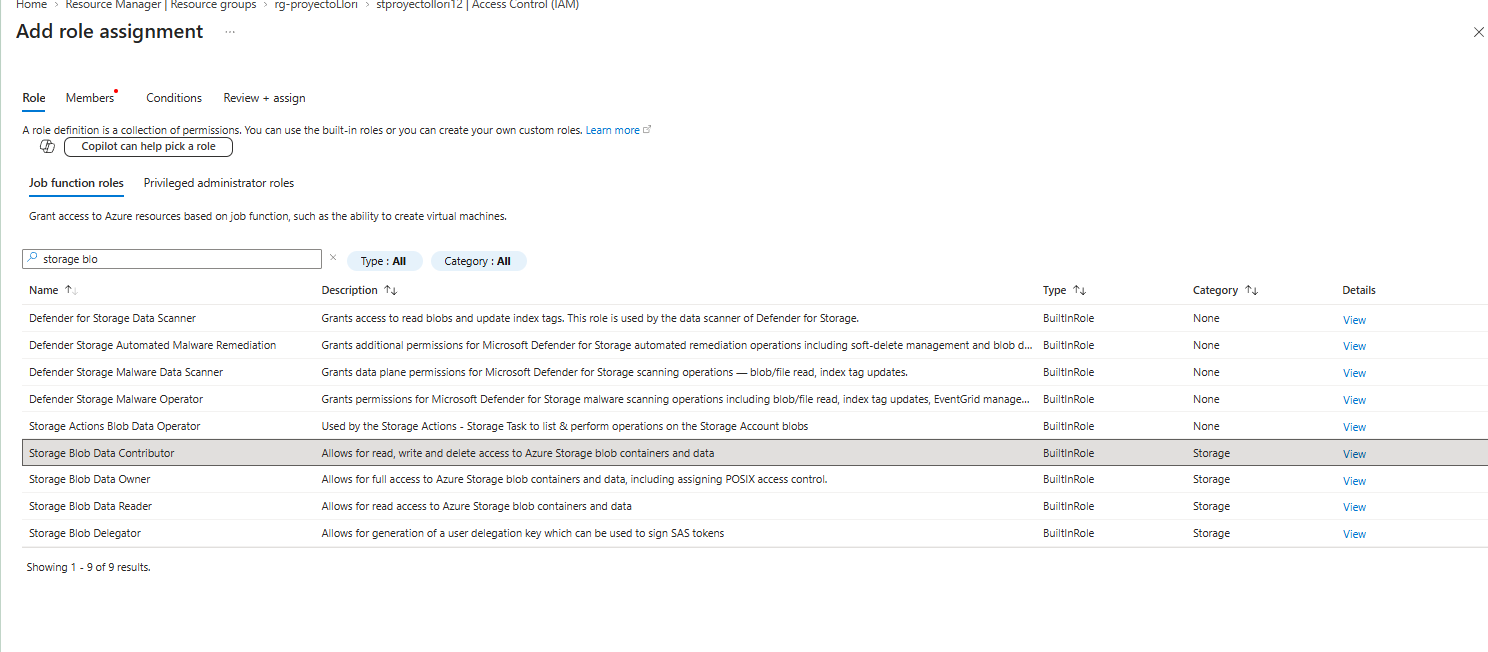 Home > Resource Manager | Resource groups > rg-proyectoLlori > stproyectollori12 | Access Control (IAM)
Add role assignment ...
Role Members Conditions Review + assign
A role definition is a collection of permissions. You can use the built-in roles or you can create your own custom roles. Learn more
Copilot can help pick a role
Job function roles Privileged administrator roles
Grant access to Azure resources based on job function, such as the ability to create virtual machines.
storage blo × Type : All Category : All
Name ↑↓ Description ↑↓ Type ↑↓ Category ↑↓ Details
Defender for Storage Data Scanner Grants access to read blobs and update index tags. This role is used by the data scanner of Defender for Storage. BuiltInRole None View
Defender Storage Automated Malware Remediation Grants additional permissions for Microsoft Defender for Storage automated remediation operations including soft-delete management and blob d... BuiltInRole None View
Defender Storage Malware Data Scanner Grants data plane permissions for Microsoft Defender for Storage scanning operations — blob/file read, index tag updates. BuiltInRole None View
Defender Storage Malware Operator Grants permissions for Microsoft Defender for Storage malware scanning operations including blob/file read, index tag updates, EventGrid manage... BuiltInRole None View
Storage Actions Blob Data Operator Used by the Storage Actions - Storage Task to list & perform operations on the Storage Account blobs BuiltInRole None View
Storage Blob Data Contributor Allows for read, write and delete access to Azure Storage blob containers and data BuiltInRole Storage View
Storage Blob Data Owner Allows for full access to Azure Storage blob containers and data, including assigning POSIX access control. BuiltInRole Storage View
Storage Blob Data Reader Allows for read access to Azure Storage blob containers and data BuiltInRole Storage View
Storage Blob Delegator Allows for generation of a user delegation key which can be used to sign SAS tokens BuiltInRole Storage View
Showing 1 - 9 of 9 results.